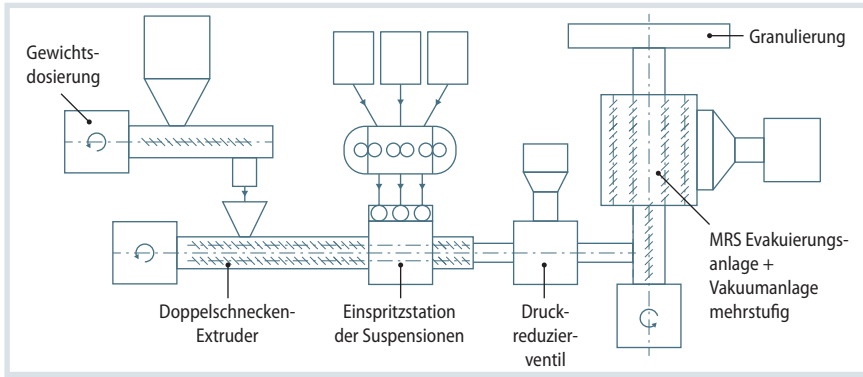 Gewichts-
dosierung
Granulierung
MRS Evakuierungs-
anlage +
Vakuumanlage
mehrstufig
Doppelschnecken-
Extruder
Einspritzstation
der Suspensionen
Druck-
reduzier-
ventil